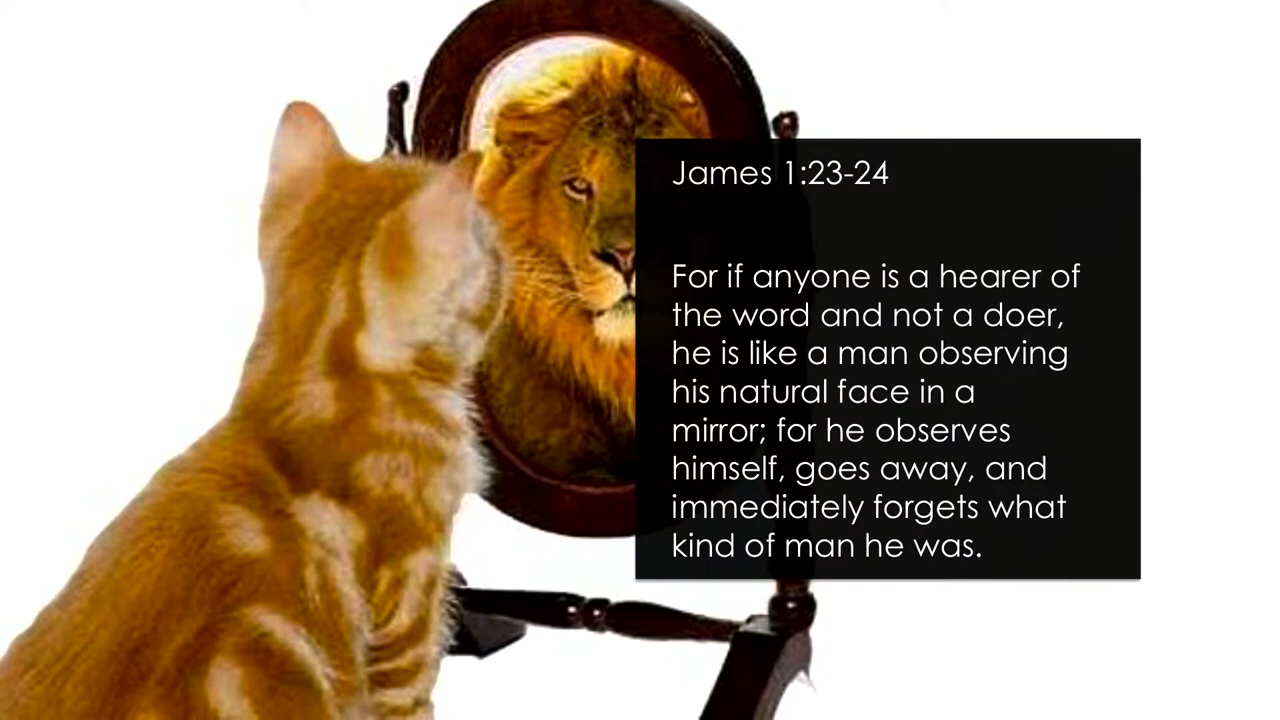 James 1:23-24
For if anyone is a hearer of
the word and not a doer,
he is like a man observing
his natural face in a
mirror; for he observes
himself, goes away, and
immediately forgets what
kind of man he was.